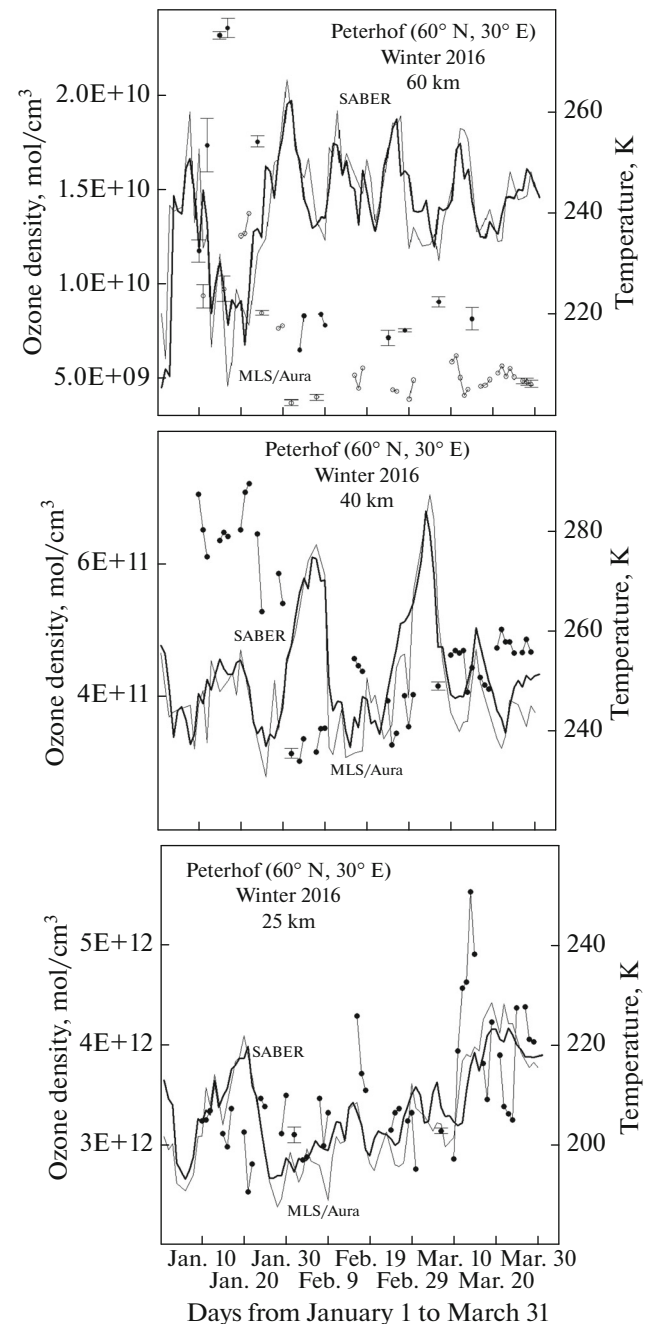 Peterhof (60° N, 30° E)
Winter 2016
60 km
SABER
MLS/Aura
2.0E+10
1.5E+10
1.0E+10
5.0E+09
Ozone density, mol/cm³
260
240
220
Temperature, K
Peterhof (60° N, 30° E)
Winter 2016
40 km
SABER
MLS/Aura
6E+11
4E+11
Ozone density, mol/cm³
280
260
240
Temperature, K
Peterhof (60° N, 30° E)
Winter 2016
25 km
SABER
MLS/Aura
5E+12
4E+12
3E+12
Ozone density, mol/cm³
240
220
200
Temperature, K
Jan. 10 Jan. 30 Feb. 19 Mar. 10 Mar. 30
Jan. 20 Feb. 9 Feb. 29 Mar. 20
Days from January 1 to March 31